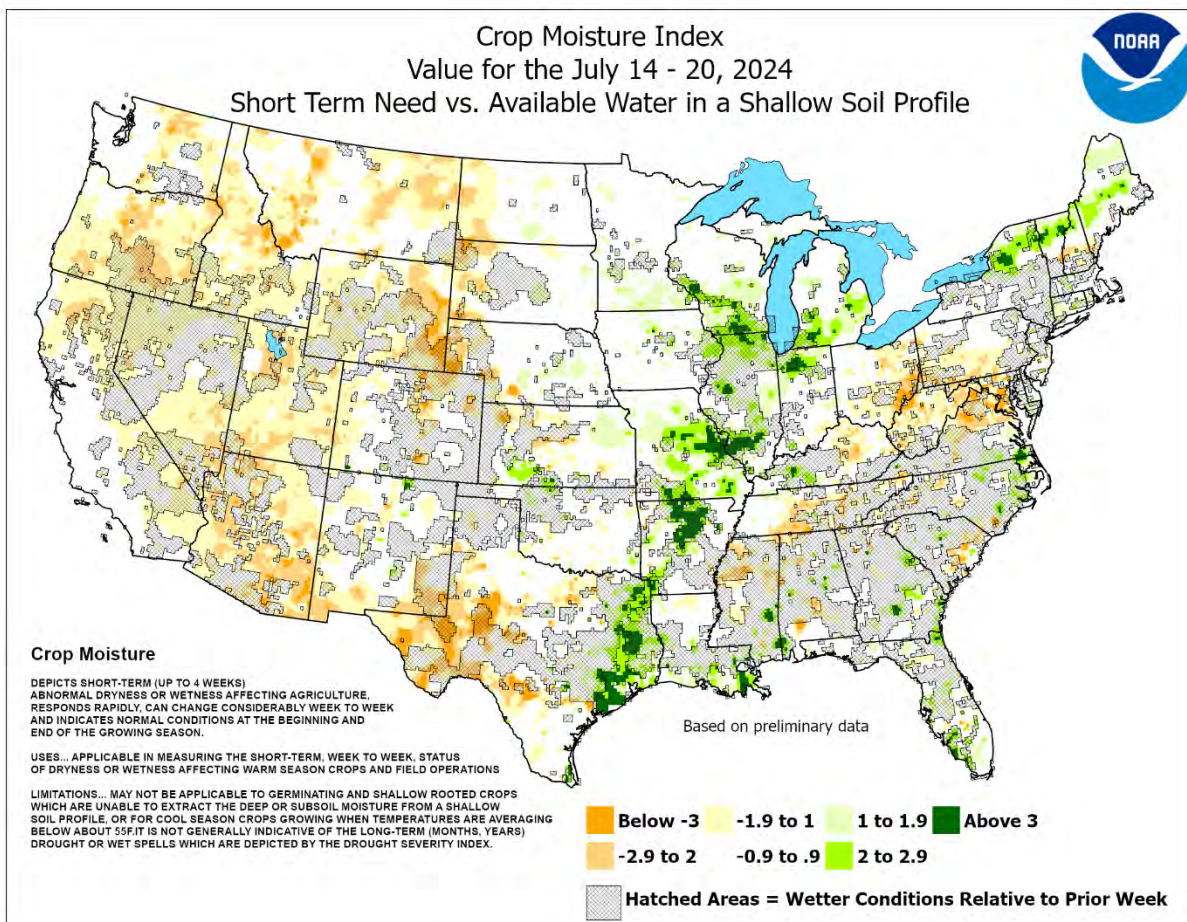 Crop Moisture Index
Value for the July 14 - 20, 2024
Short Term Need vs. Available Water in a Shallow Soil Profile
NOAA
Crop Moisture
DEPICTS SHORT-TERM (UP TO 4 WEEKS)
ABNORMAL DRYNESS OR WETNESS AFFECTING AGRICULTURE,
RESPONDS RAPIDLY, CAN CHANGE CONSIDERABLY WEEK TO WEEK
AND INDICATES NORMAL CONDITIONS AT THE BEGINNING AND
END OF THE GROWING SEASON.
USES... APPLICABLE IN MEASURING THE SHORT-TERM, WEEK TO WEEK, STATUS
OF DRYNESS OR WETNESS AFFECTING WARM SEASON CROPS AND FIELD OPERATIONS
LIMITATIONS... MAY NOT BE APPLICABLE TO GERMINATING AND SHALLOW ROOTED CROPS
WHICH ARE UNABLE TO EXTRACT THE DEEP OR SUBSOIL MOISTURE FROM A SHALLOW
SOIL PROFILE, OR FOR COOL SEASON CROPS GROWING WHEN TEMPERATURES ARE AVERAGING
BELOW ABOUT 55F.IT IS NOT GENERALLY INDICATIVE OF THE LONG-TERM (MONTHS, YEARS)
DROUGHT OR WET SPELLS WHICH ARE DEPICTED BY THE DROUGHT SEVERITY INDEX.
Based on preliminary data
Below -3 -1.9 to 1 1 to 1.9 Above 3
-2.9 to 2 -0.9 to .9 2 to 2.9
Hatched Areas = Wetter Conditions Relative to Prior Week